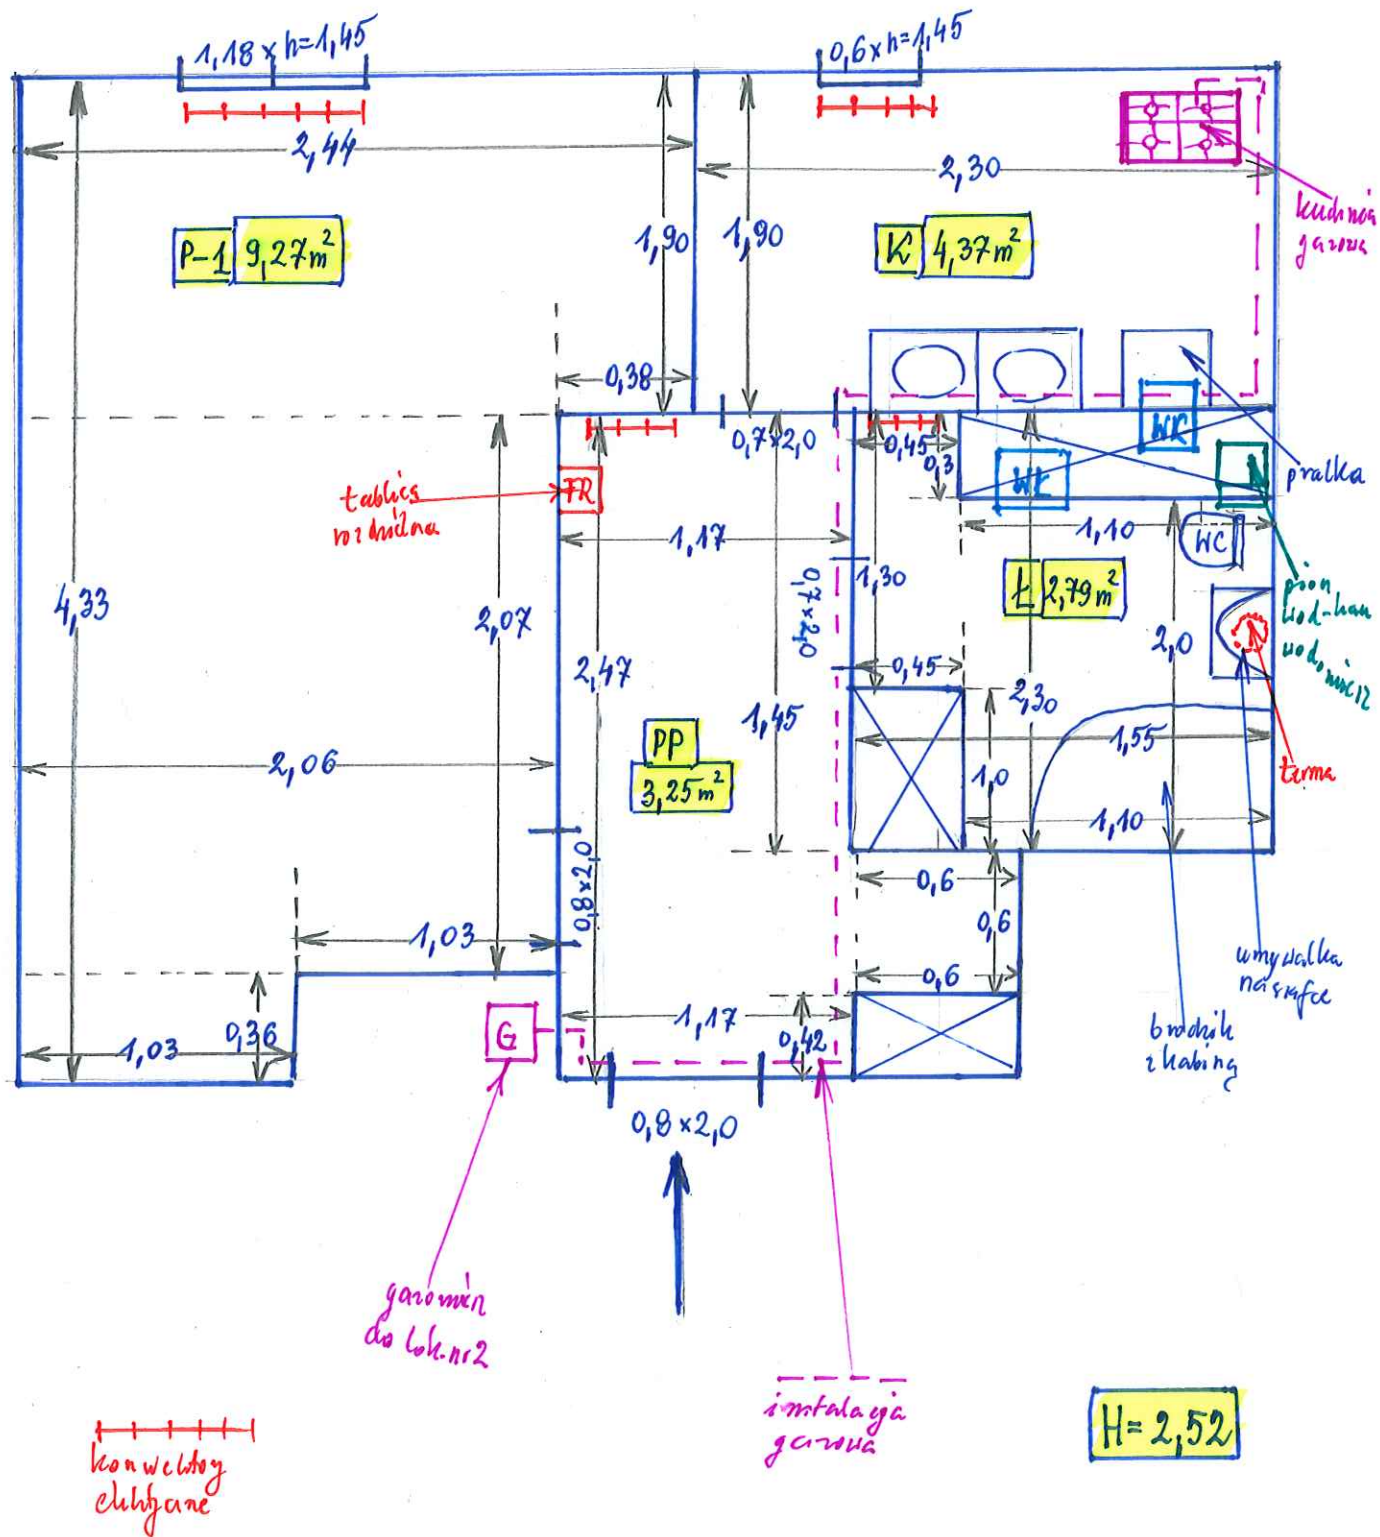 1,18 x h=1,45
0,6 x h=1,45
2,44
2,30
kuchnia
gazowa
P-1 9,27m²
1,90
1,90
K 4,37m²
0,38
0,7x2,0
0,45
0,3
WK
WK
pralka
tablica
rozdzielna
TR
1,17
1,10
WC
4,33
2,07
2,47
0,7x2,0
1,30
Ł 2,79m²
2,0
pion
wod-kan
wodomierz
0,45
2,30
1,45
PP
3,25m²
2,06
1,55
1,0
1,10
terma
0,8x2,0
0,6
0,6
1,03
0,6
umywalka
na szafce
1,03
0,36
G
1,17
0,42
brodzik
z kabiną
0,8x2,0
gazomierz
do lok. nr 2
instalacja
gazowa
H=2,52
konwektory
elektryczne